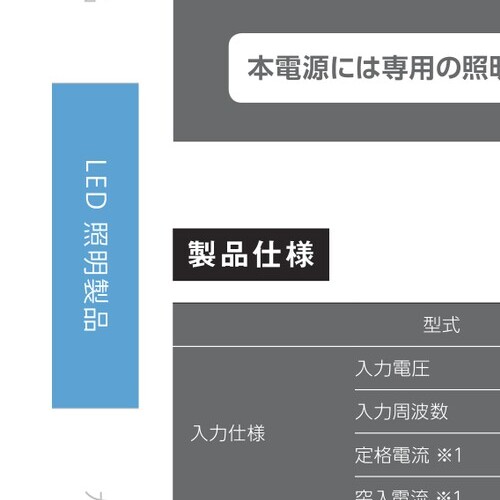 本電源には専用の照明
LED 照明製品
製品仕様
型式
入力仕様
入力電圧
入力周波数
定格電流 ※1
突入電流 ※1